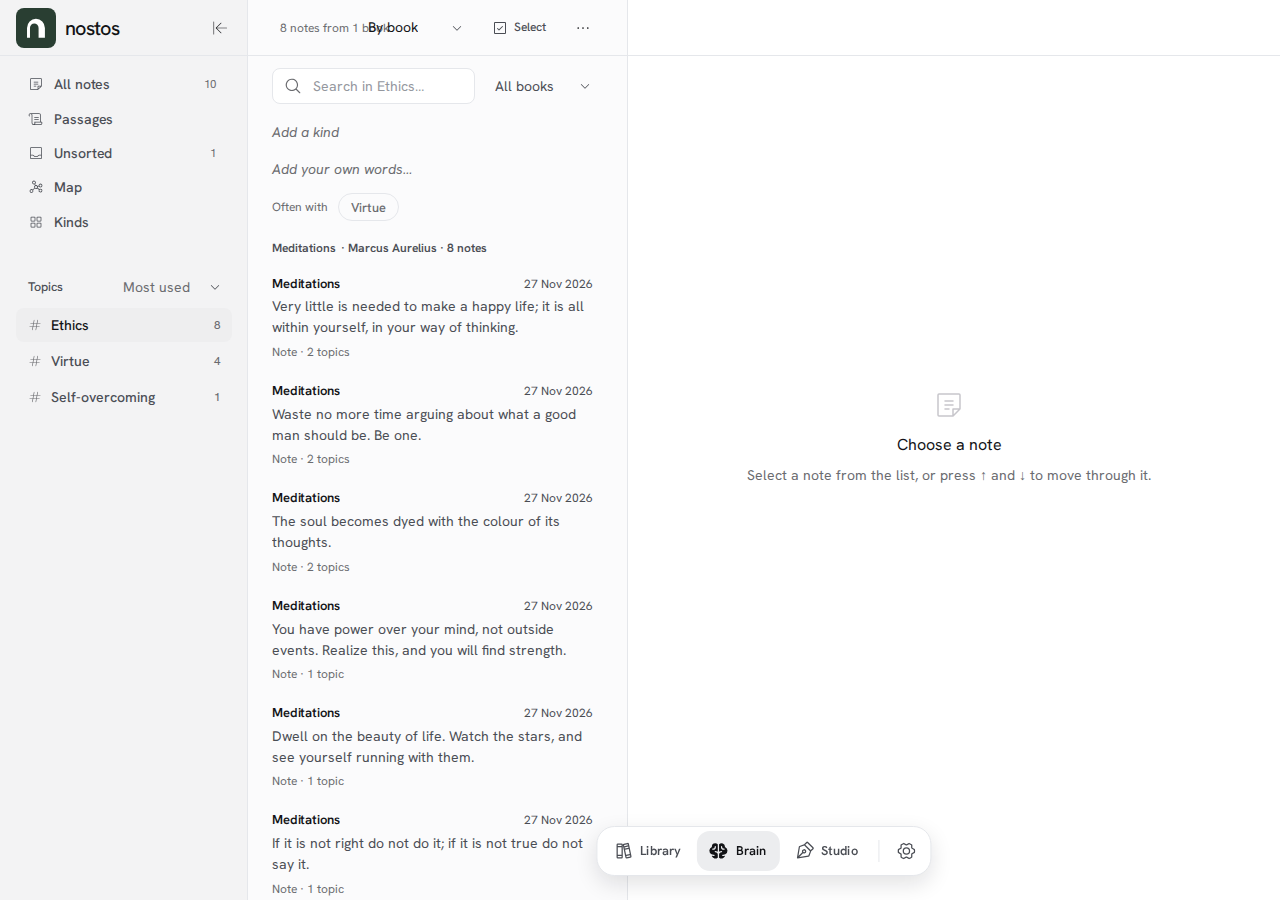 nostos
All notes 10
Passages
Unsorted 1
Map
Kinds
Topics Most used
Ethics 8
Virtue 4
Self-overcoming 1
8 notes from 1 By book Select
Search in Ethics...
All books
Add a kind
Add your own words...
Often with Virtue
Meditations · Marcus Aurelius · 8 notes
Meditations 27 Nov 2026
Very little is needed to make a happy life; it is all
within yourself, in your way of thinking.
Note · 2 topics
Meditations 27 Nov 2026
Waste no more time arguing about what a good
man should be. Be one.
Note · 2 topics
Meditations 27 Nov 2026
The soul becomes dyed with the colour of its
thoughts.
Note · 2 topics
Meditations 27 Nov 2026
You have power over your mind, not outside
events. Realize this, and you will find strength.
Note · 1 topic
Meditations 27 Nov 2026
Dwell on the beauty of life. Watch the stars, and
see yourself running with them.
Note · 1 topic
Meditations 27 Nov 2026
If it is not right do not do it; if it is not true do not
say it.
Note · 1 topic
Choose a note
Select a note from the list, or press ↑ and ↓ to move through it.
Library Brain Studio